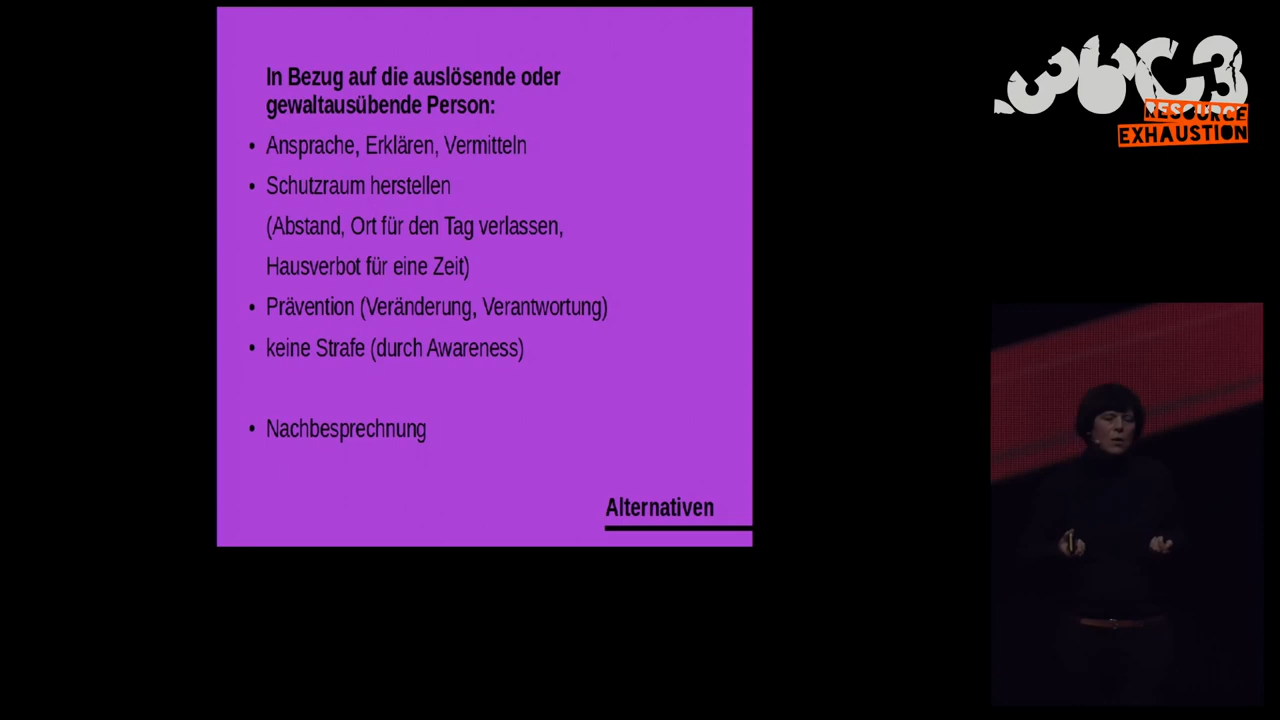 In Bezug auf die auslösende oder
gewaltausübende Person:
• Ansprache, Erklären, Vermitteln
• Schutzraum herstellen
(Abstand, Ort für den Tag verlassen,
Hausverbot für eine Zeit)
• Prävention (Veränderung, Verantwortung)
• keine Strafe (durch Awareness)
• Nachbesprechnung
Alternativen
36C3
RESOURCE
EXHAUSTION